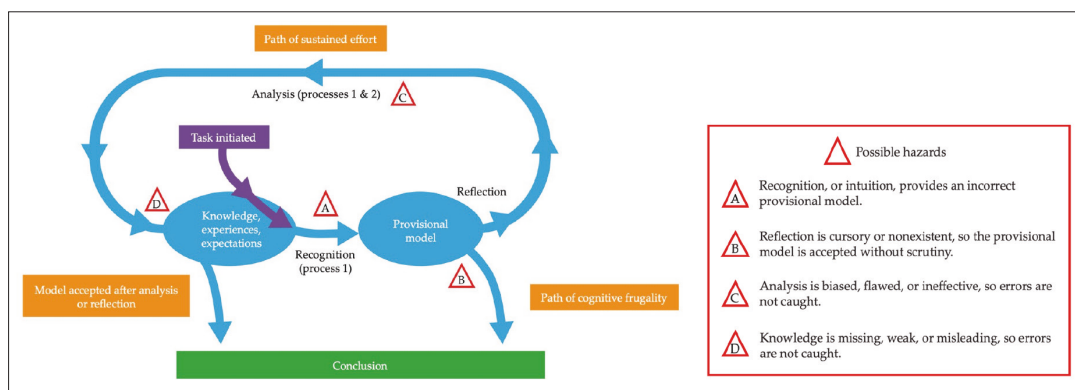 Path of sustained effort
Analysis (processes 1 & 2)
C
Task initiated
D
A
Reflection
Knowledge,
experiences,
expectations
Provisional
model
Recognition
(process 1)
B
Model accepted after analysis
or reflection
Path of cognitive frugality
Conclusion
Possible hazards
A
Recognition, or intuition, provides an incorrect
provisional model.
B
Reflection is cursory or nonexistent, so the provisional
model is accepted without scrutiny.
C
Analysis is biased, flawed, or ineffective, so errors are
not caught.
D
Knowledge is missing, weak, or misleading, so errors
are not caught.